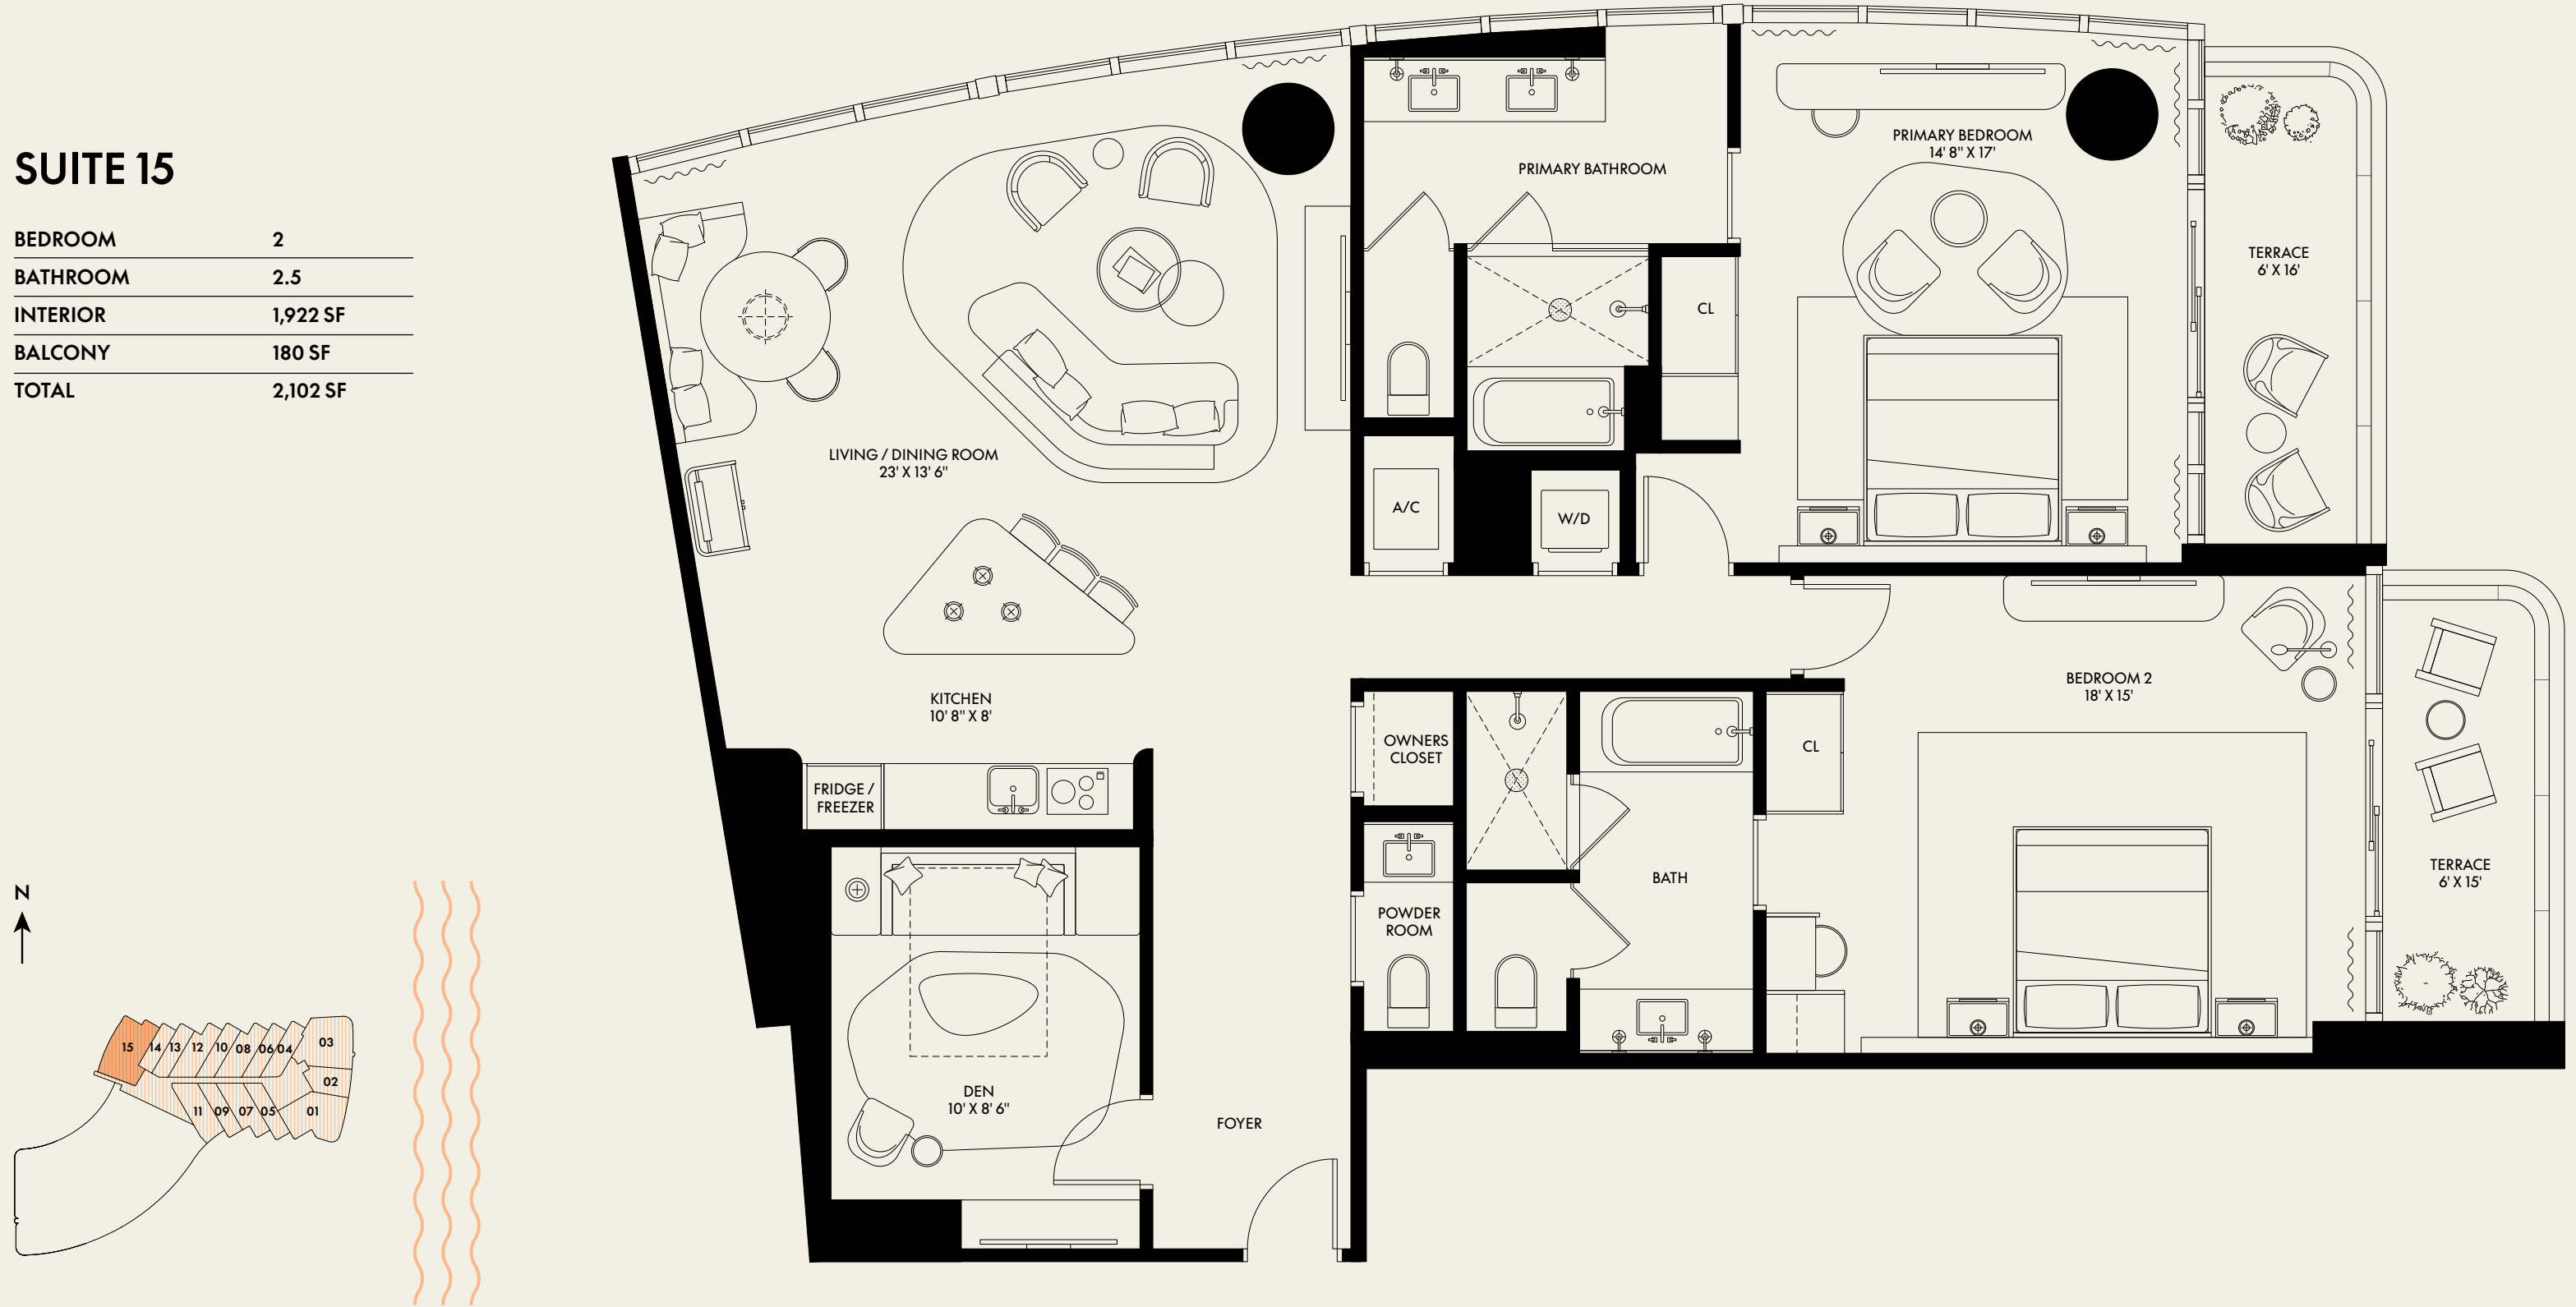 SUITE 15
BEDROOM 2
BATHROOM 2.5
INTERIOR 1,922 SF
BALCONY 180 SF
TOTAL 2,102 SF
PRIMARY BATHROOM
PRIMARY BEDROOM
14' 8" X 17'
TERRACE
6' X 16'
CL
LIVING / DINING ROOM
23' X 13' 6"
A/C
W/D
KITCHEN
10' 8" X 8'
FRIDGE /
FREEZER
OWNERS
CLOSET
CL
BEDROOM 2
18' X 15'
BATH
POWDER
ROOM
TERRACE
6' X 15'
DEN
10' X 8' 6"
FOYER
N
15 14 13 12 10 08 06 04 03
02
11 09 07 05 01